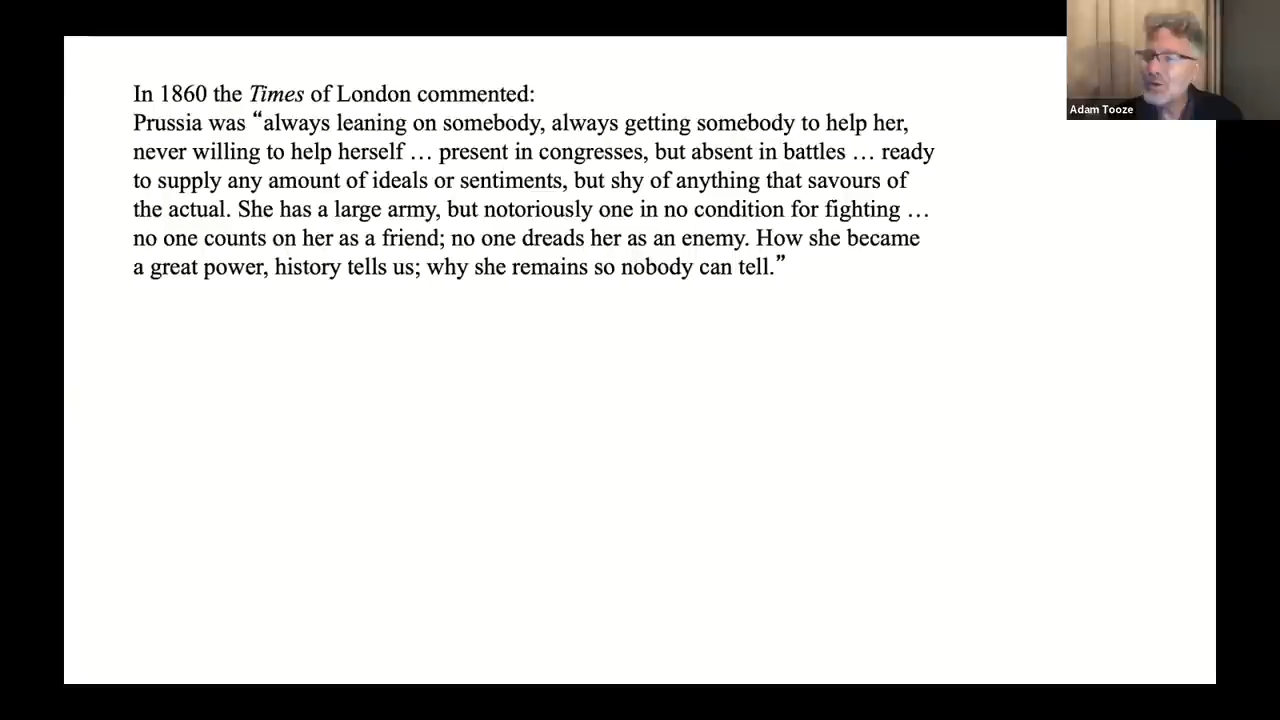 In 1860 the Times of London commented:
Prussia was “always leaning on somebody, always getting somebody to help her,
never willing to help herself … present in congresses, but absent in battles … ready
to supply any amount of ideals or sentiments, but shy of anything that savours of
the actual. She has a large army, but notoriously one in no condition for fighting …
no one counts on her as a friend; no one dreads her as an enemy. How she became
a great power, history tells us; why she remains so nobody can tell.”
Adam Tooze